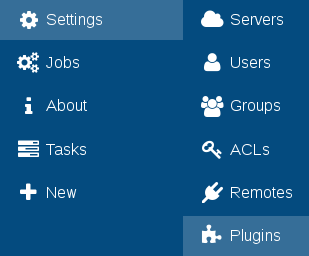 Settings
Jobs
About
Tasks
New
Servers
Users
Groups
ACLs
Remotes
Plugins